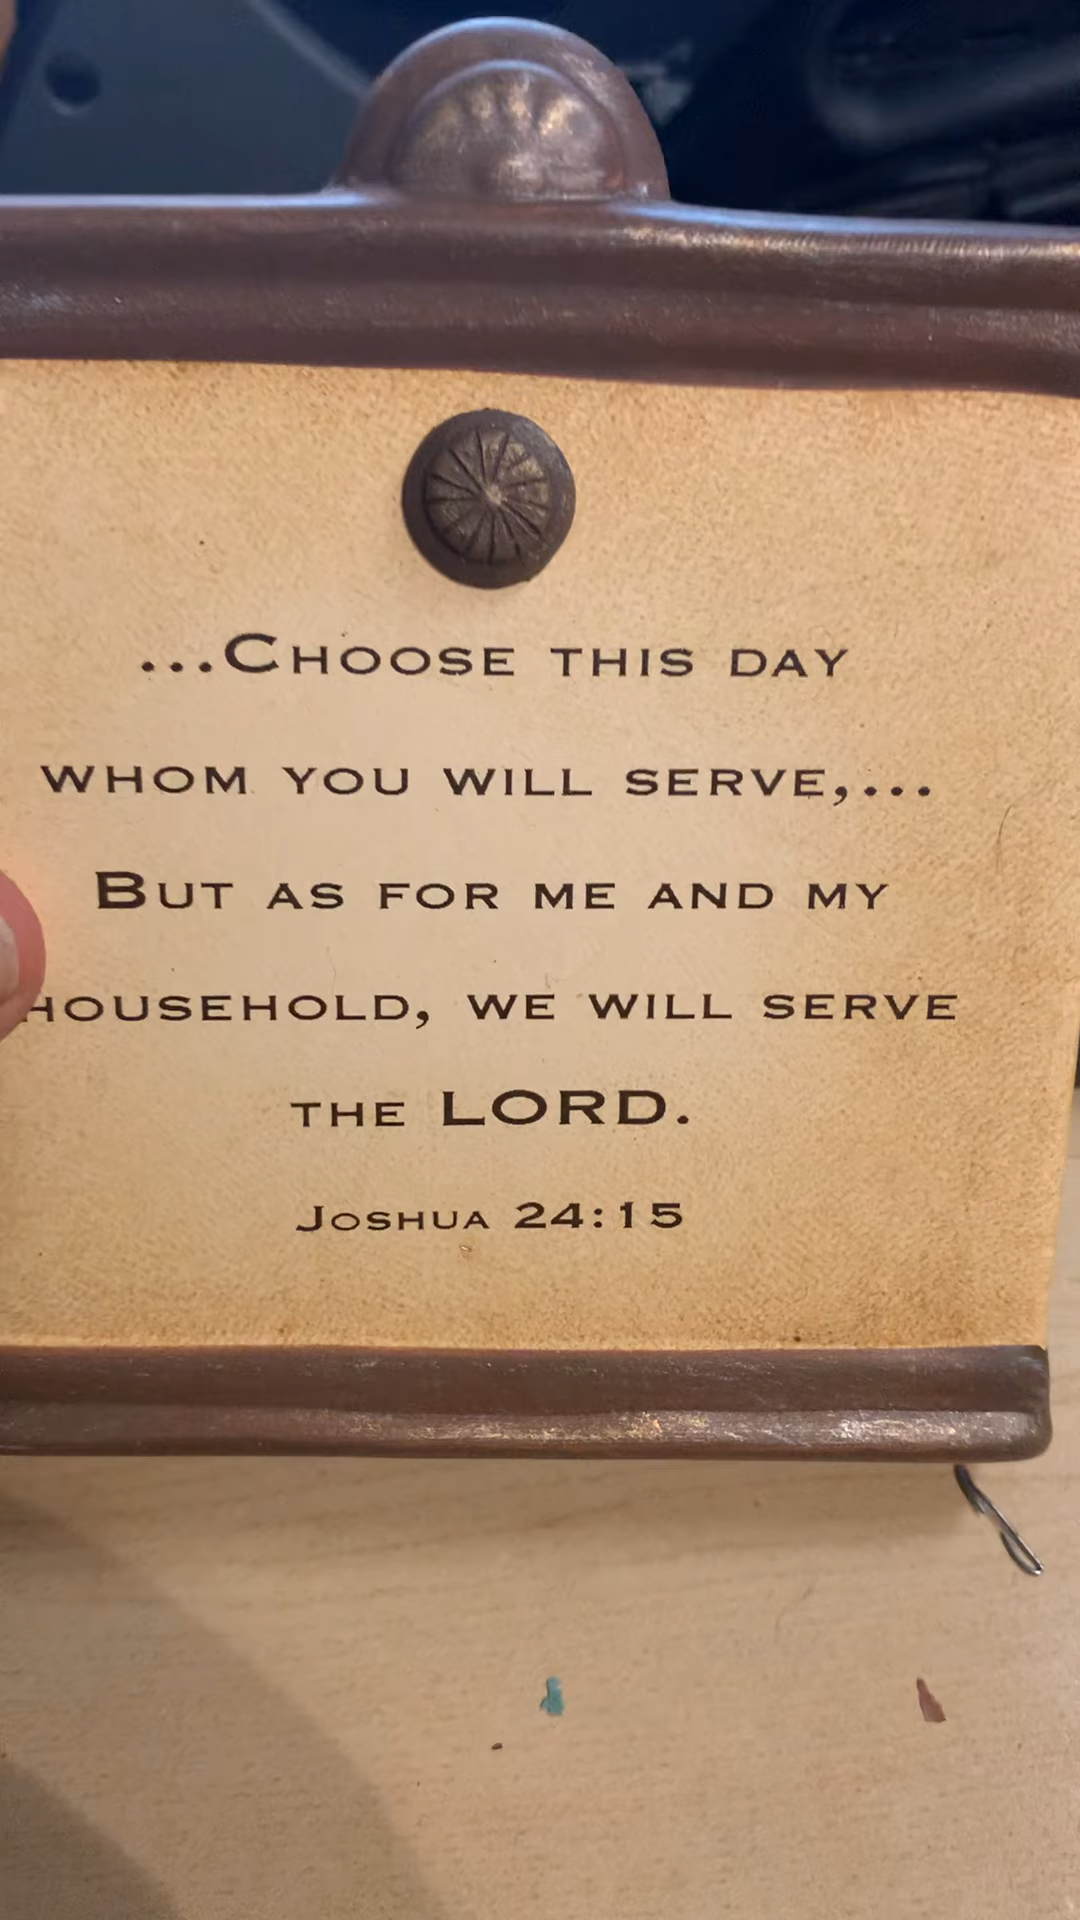 ...CHOOSE THIS DAY
WHOM YOU WILL SERVE,...
BUT AS FOR ME AND MY
HOUSEHOLD, WE WILL SERVE
THE LORD.
JOSHUA 24:15